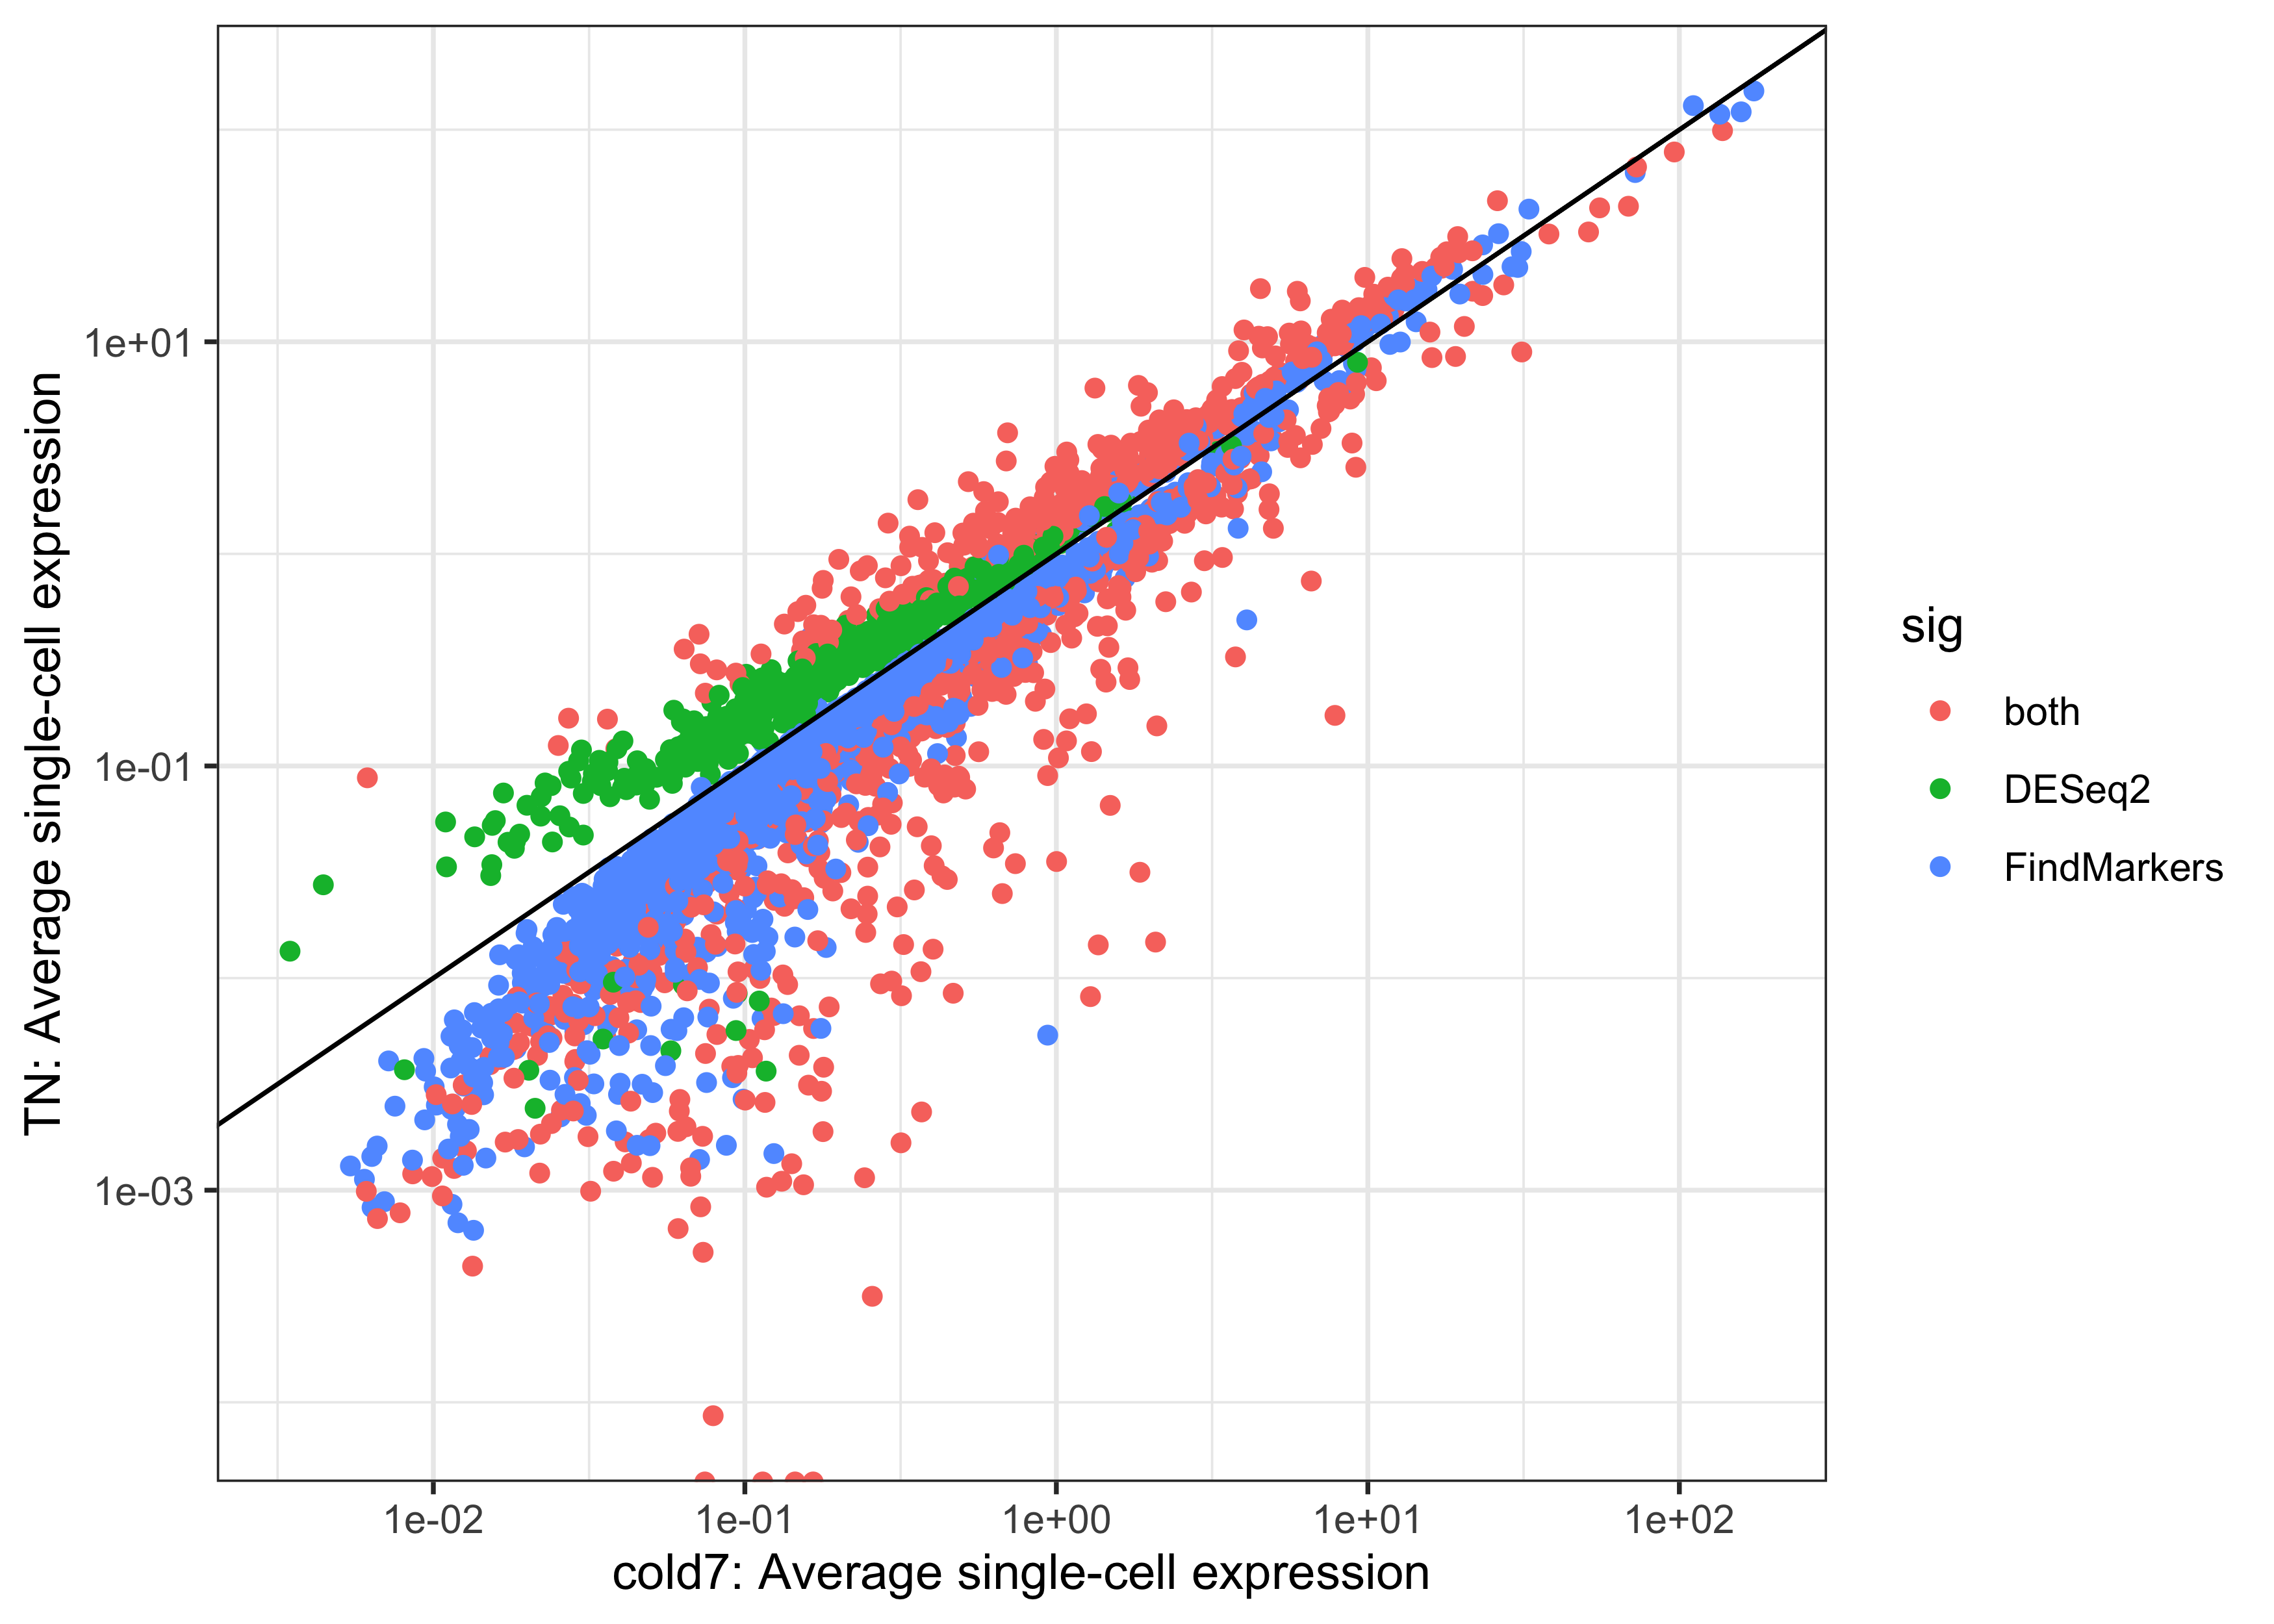 TN: Average single-cell expression
1e+01
1e-01
1e-03
1e-02 1e-01 1e+00 1e+01 1e+02
cold7: Average single-cell expression
sig
both
DESeq2
FindMarkers